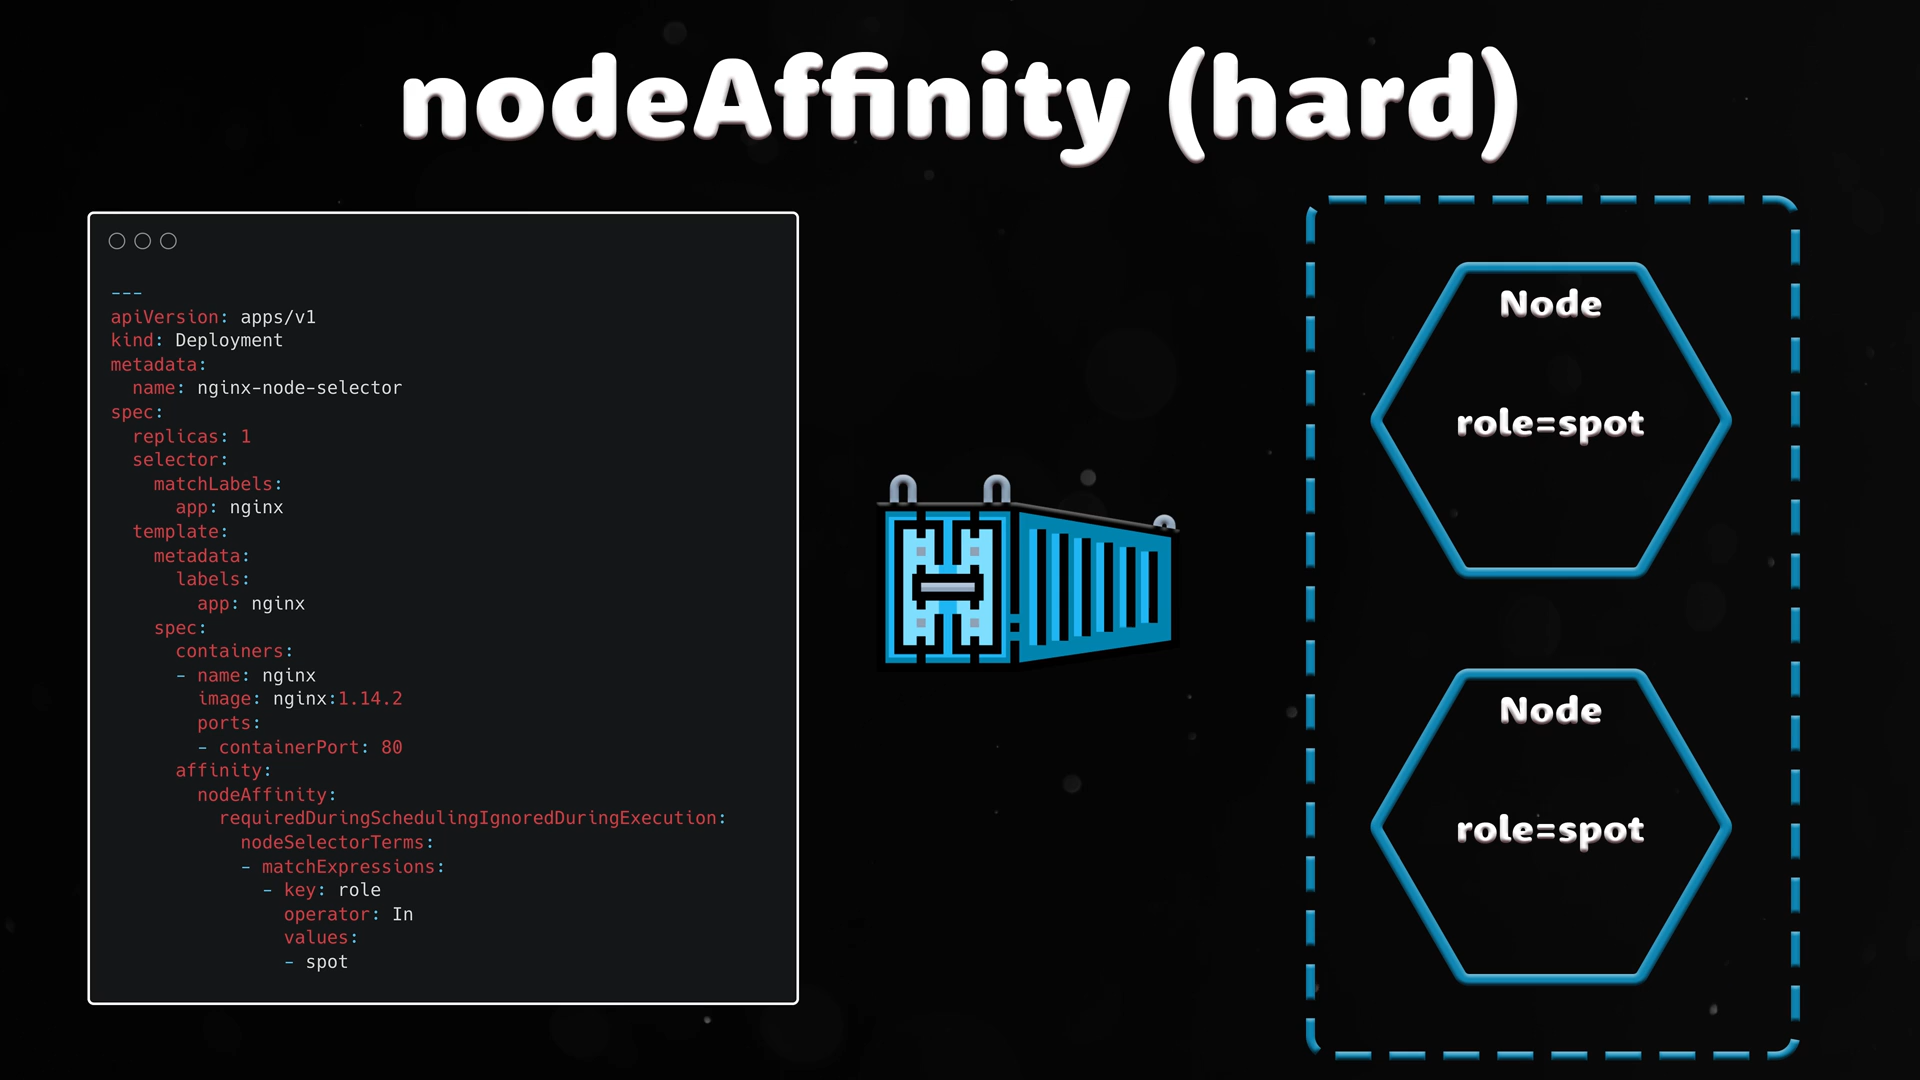 nodeAffinity (hard)
---
apiVersion: apps/v1
kind: Deployment
metadata:
  name: nginx-node-selector
spec:
  replicas: 1
  selector:
    matchLabels:
      app: nginx
  template:
    metadata:
      labels:
        app: nginx
    spec:
      containers:
      - name: nginx
        image: nginx:1.14.2
        ports:
        - containerPort: 80
      affinity:
        nodeAffinity:
          requiredDuringSchedulingIgnoredDuringExecution:
            nodeSelectorTerms:
            - matchExpressions:
              - key: role
                operator: In
                values:
                - spot
Node
role=spot
Node
role=spot